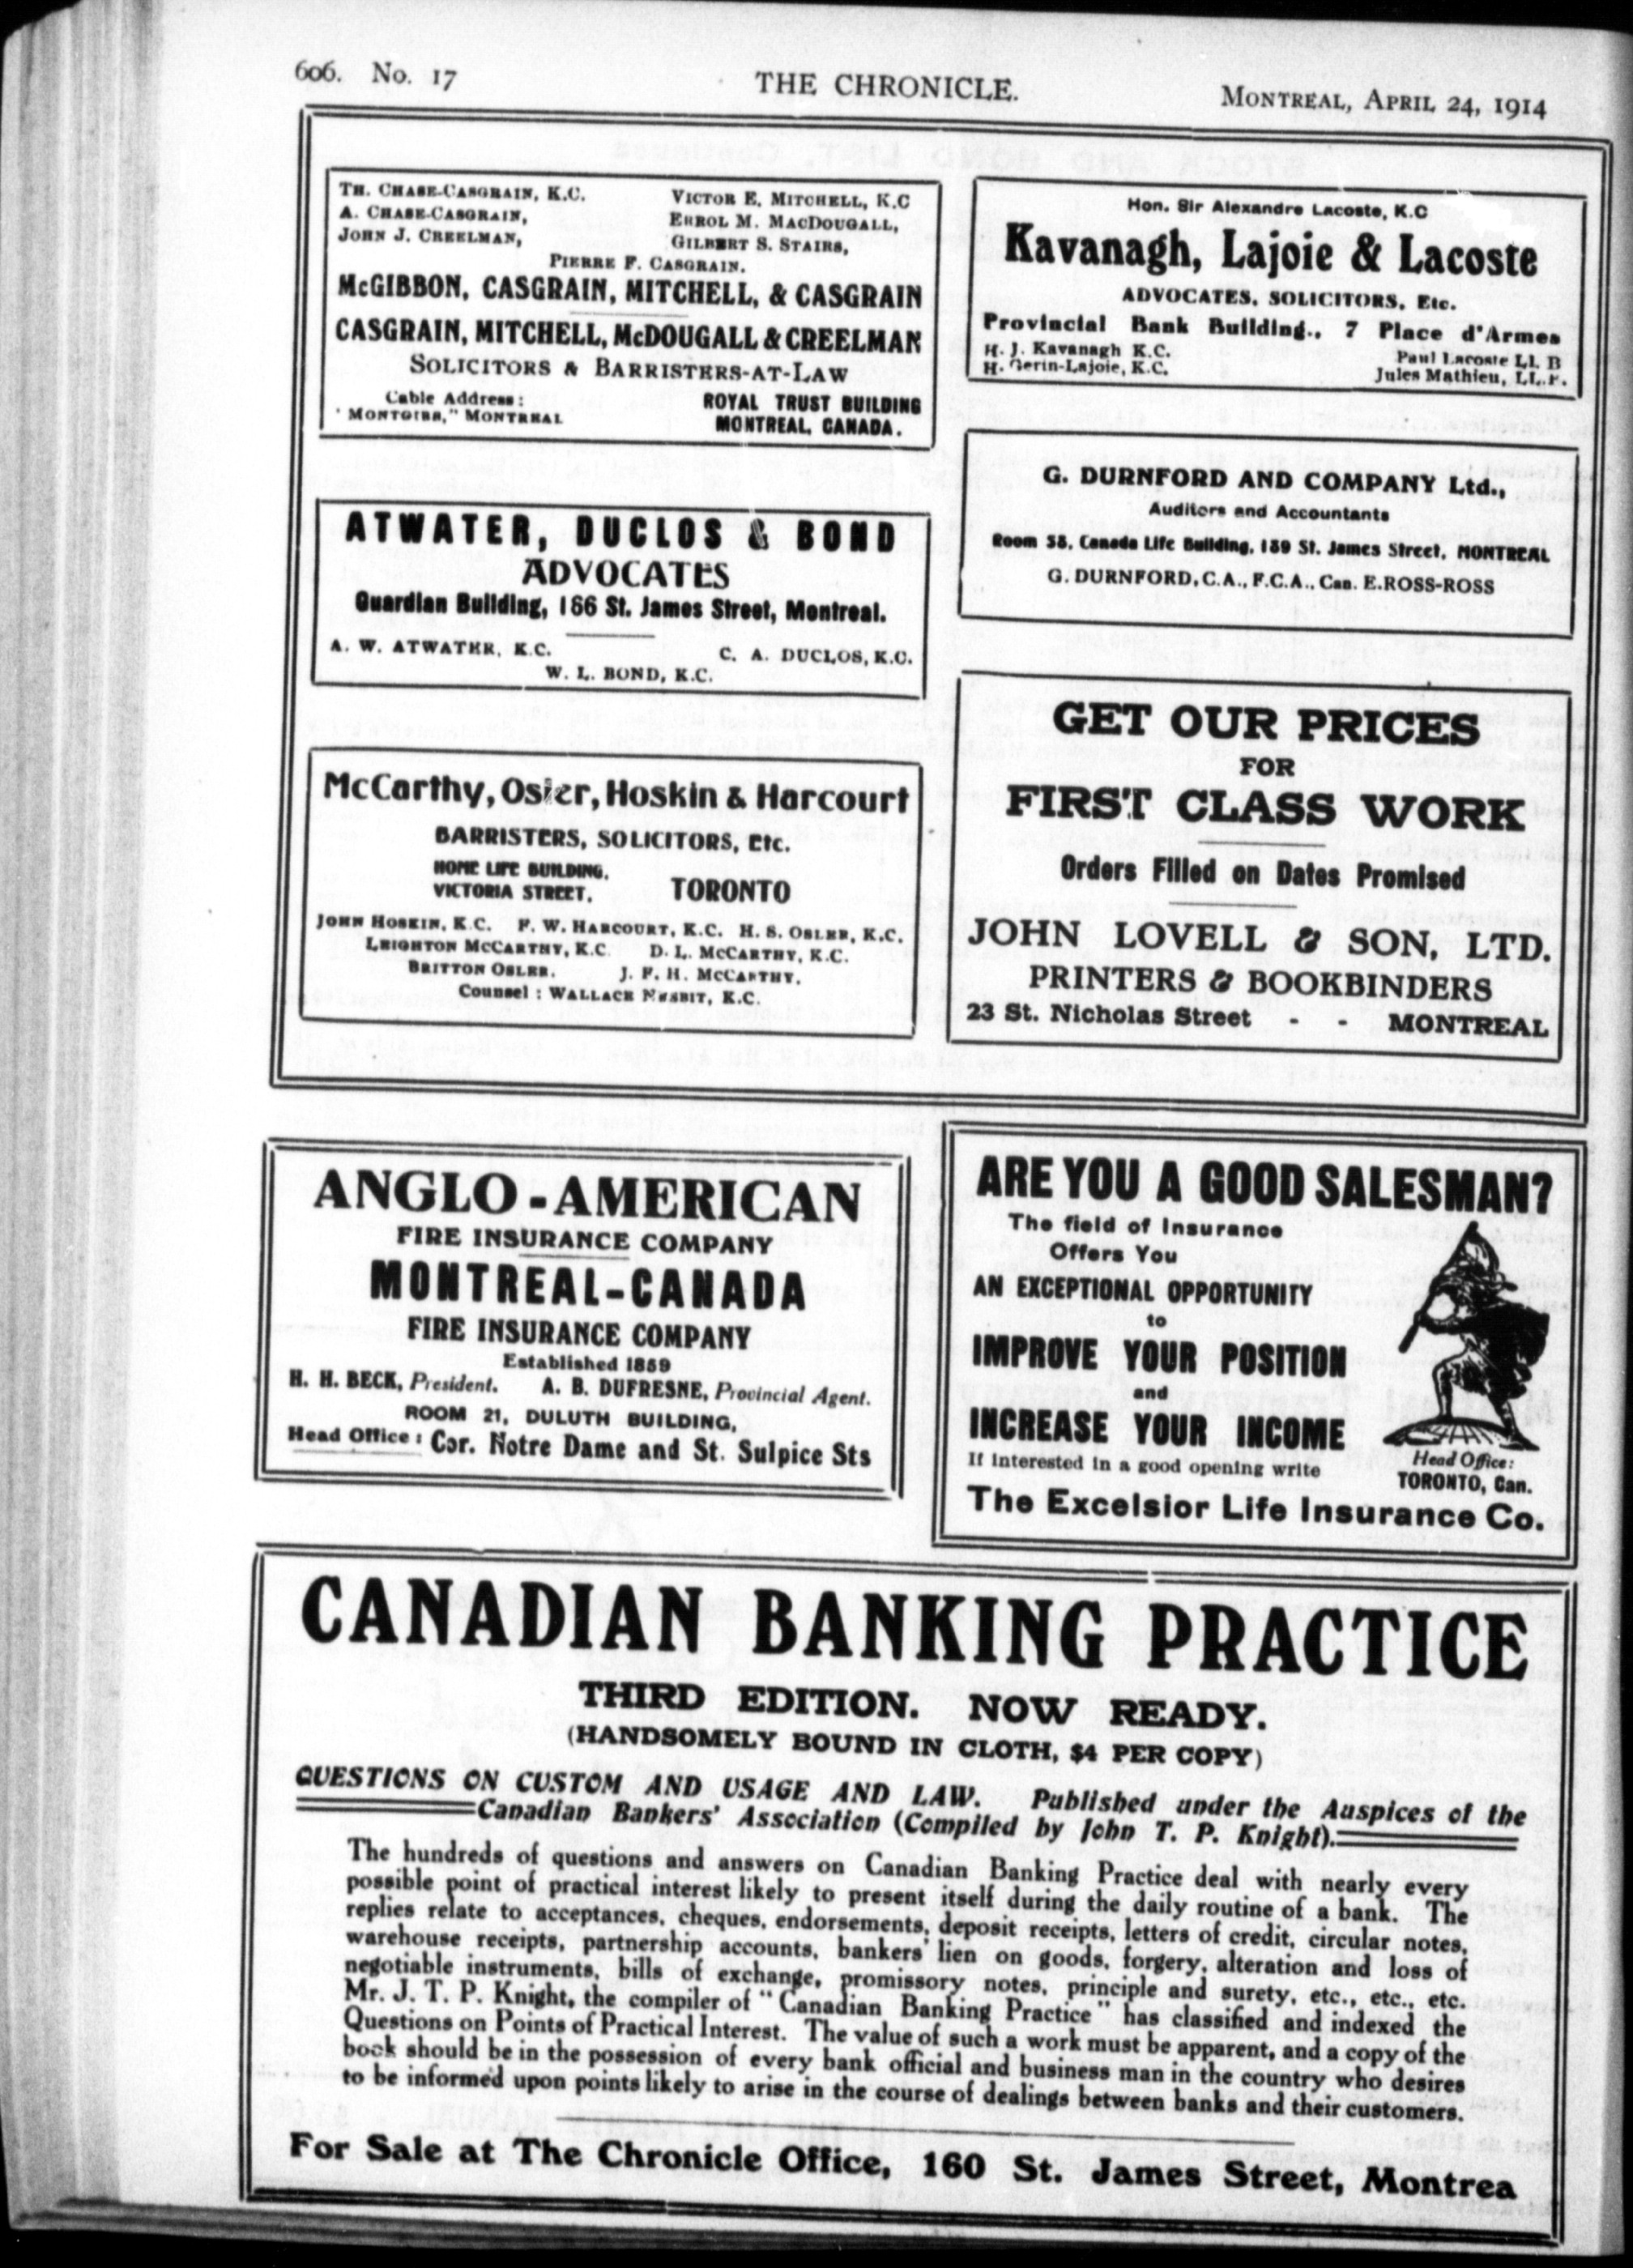 606. No. 17 THE CHRONICLE. MONTREAL, APRIL 24, 1914
TH. CHASE-CASGRAIN, K.C. VICTOR E. MITCHELL, K.C
A. CHASE-CASGRAIN, ERROL M. MACDOUGALL,
JOHN J. CREELMAN, GILBERT S. STAIRS,
PIERRE F. CASGRAIN.
McGIBBON, CASGRAIN, MITCHELL, & CASGRAIN
CASGRAIN, MITCHELL, McDOUGALL & CREELMAN
SOLICITORS & BARRISTERS-AT-LAW
Cable Address: ROYAL TRUST BUILDING
' MONTGIBB," MONTREAL MONTREAL, CANADA.
ATWATER, DUCLOS & BOND
ADVOCATES
Guardian Building, 166 St. James Street, Montreal.
A. W. ATWATER, K.C. C. A. DUCLOS, K.C.
W. L. BOND, K.C.
McCarthy, Osler, Hoskin & Harcourt
BARRISTERS, SOLICITORS, Etc.
HOME LIFE BUILDING,
VICTORIA STREET, TORONTO
JOHN HOSKIN, K.C. F. W. HARCOURT, K.C. H. S. OSLER, K.C.
LEIGHTON MCCARTHY, K.C. D. L. MCCARTHY, K.C.
BRITTON OSLER. J. F. H. MCCARTHY.
Counsel : WALLACE NESBIT, K.C.
Hon. Sir Alexandre Lacoste, K.C
Kavanagh, Lajoie & Lacoste
ADVOCATES, SOLICITORS, Etc.
Provincial Bank Building., 7 Place d'Armes
H. J. Kavanagh K.C. Paul Lacoste LL B
H. Gerin-Lajoie, K.C. Jules Mathieu, LL.B.
G. DURNFORD AND COMPANY Ltd.,
Auditors and Accountants
Room 58, Canada Life Building, 189 St. James Street, MONTREAL
G. DURNFORD, C.A., F.C.A., Can. E. ROSS-ROSS
GET OUR PRICES
FOR
FIRST CLASS WORK
Orders Filled on Dates Promised
JOHN LOVELL & SON, LTD.
PRINTERS & BOOKBINDERS
23 St. Nicholas Street - - MONTREAL
ANGLO-AMERICAN
FIRE INSURANCE COMPANY
MONTREAL-CANADA
FIRE INSURANCE COMPANY
Established 1859
H. H. BECK, President. A. B. DUFRESNE, Provincial Agent.
ROOM 21, DULUTH BUILDING,
Head Office: Cor. Notre Dame and St. Sulpice Sts
ARE YOU A GOOD SALESMAN?
The field of Insurance
Offers You
AN EXCEPTIONAL OPPORTUNITY
to
IMPROVE YOUR POSITION
and
INCREASE YOUR INCOME
If interested in a good opening write
Head Office:
TORONTO, Can.
The Excelsior Life Insurance Co.
CANADIAN BANKING PRACTICE
THIRD EDITION. NOW READY.
(HANDSOMELY BOUND IN CLOTH, $4 PER COPY)
QUESTIONS ON CUSTOM AND USAGE AND LAW. Published under the Auspices of the
Canadian Bankers' Association (Compiled by John T. P. Knight).
The hundreds of questions and answers on Canadian Banking Practice deal with nearly every
possible point of practical interest likely to present itself during the daily routine of a bank. The
replies relate to acceptances, cheques, endorsements, deposit receipts, letters of credit, circular notes,
warehouse receipts, partnership accounts, bankers' lien on goods, forgery, alteration and loss of
negotiable instruments, bills of exchange, promissory notes, principle and surety, etc., etc., etc.
Mr. J. T. P. Knight, the compiler of "Canadian Banking Practice" has classified and indexed the
Questions on Points of Practical Interest. The value of such a work must be apparent, and a copy of the
book should be in the possession of every bank official and business man in the country who desires
to be informed upon points likely to arise in the course of dealings between banks and their customers.
For Sale at The Chronicle Office, 160 St. James Street, Montrea